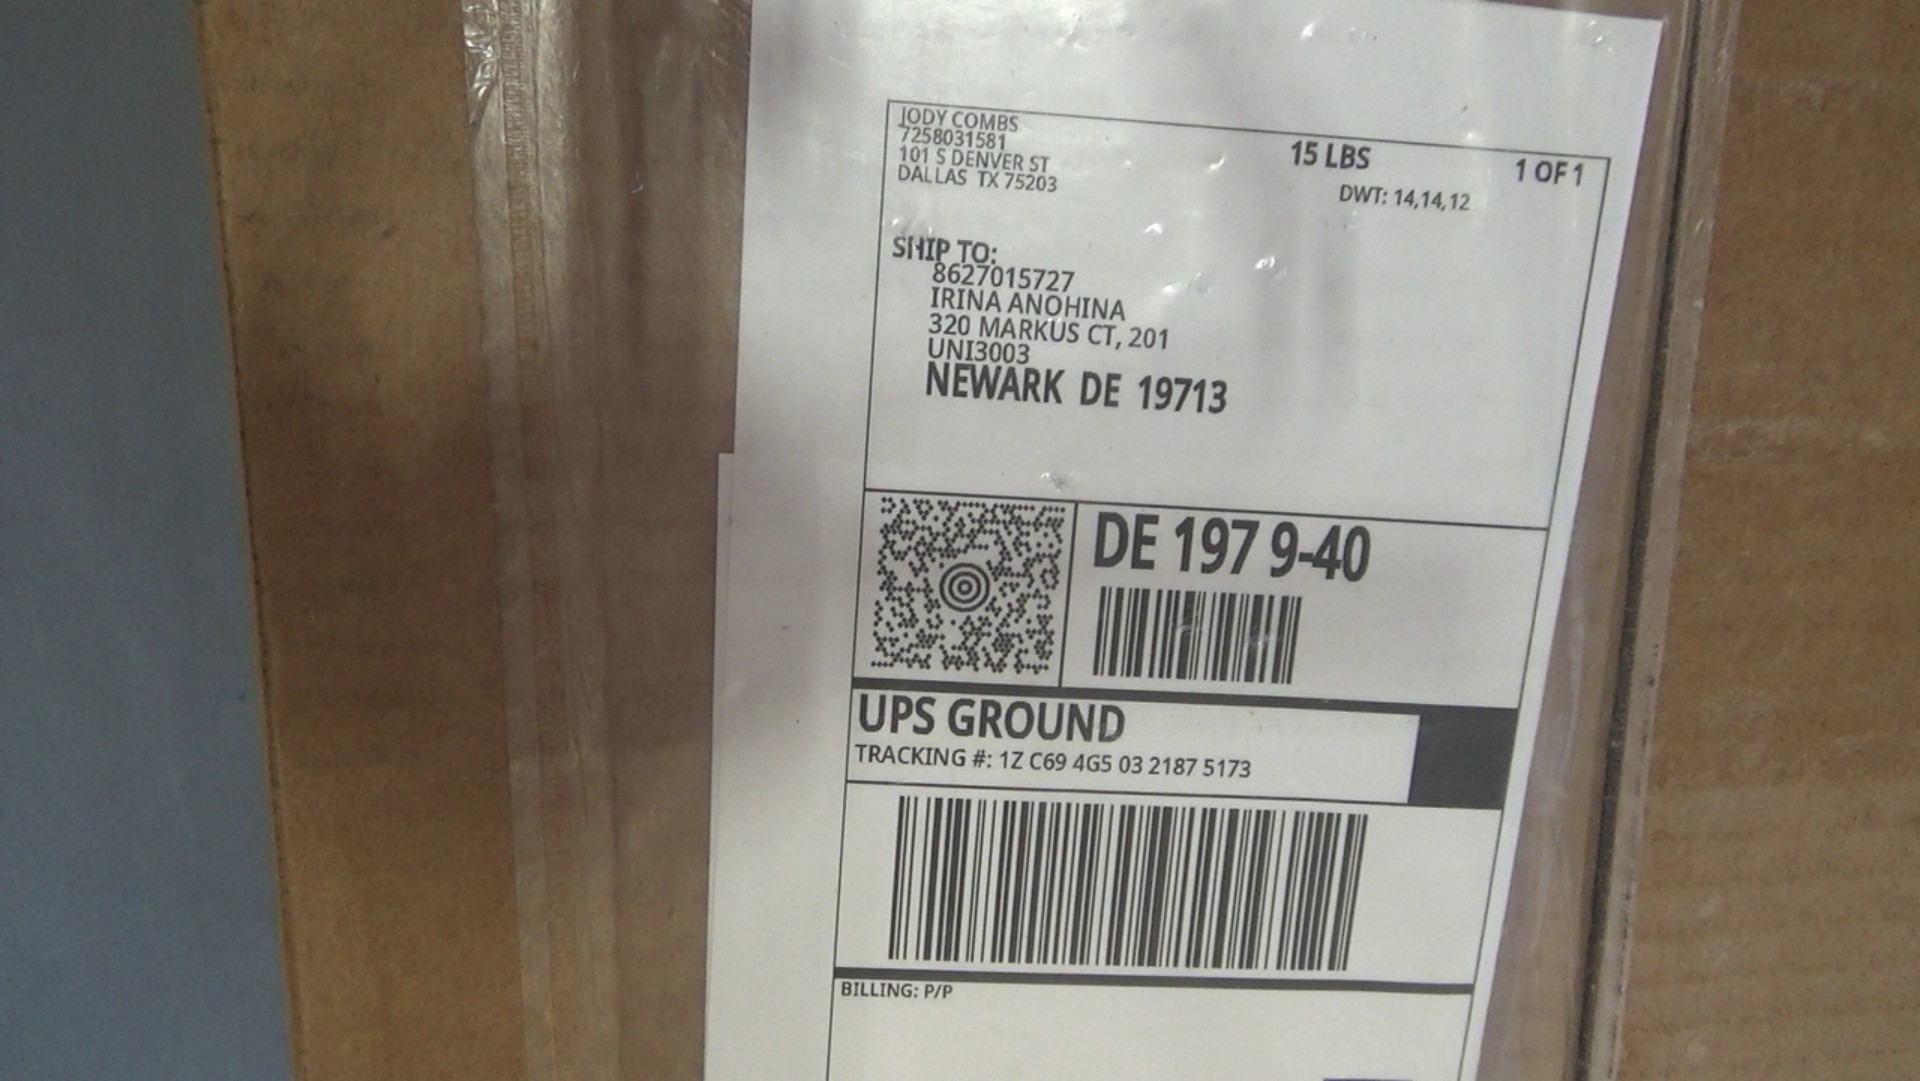 JODY COMBS
7258031581
101 S DENVER ST
DALLAS TX 75203
15 LBS
1 OF 1
DWT: 14,14,12
SHIP TO:
8627015727
IRINA ANOHINA
320 MARKUS CT, 201
UNI3003
NEWARK DE 19713
DE 197 9-40
UPS GROUND
TRACKING #: 1Z C69 4G5 03 2187 5173
BILLING: P/P